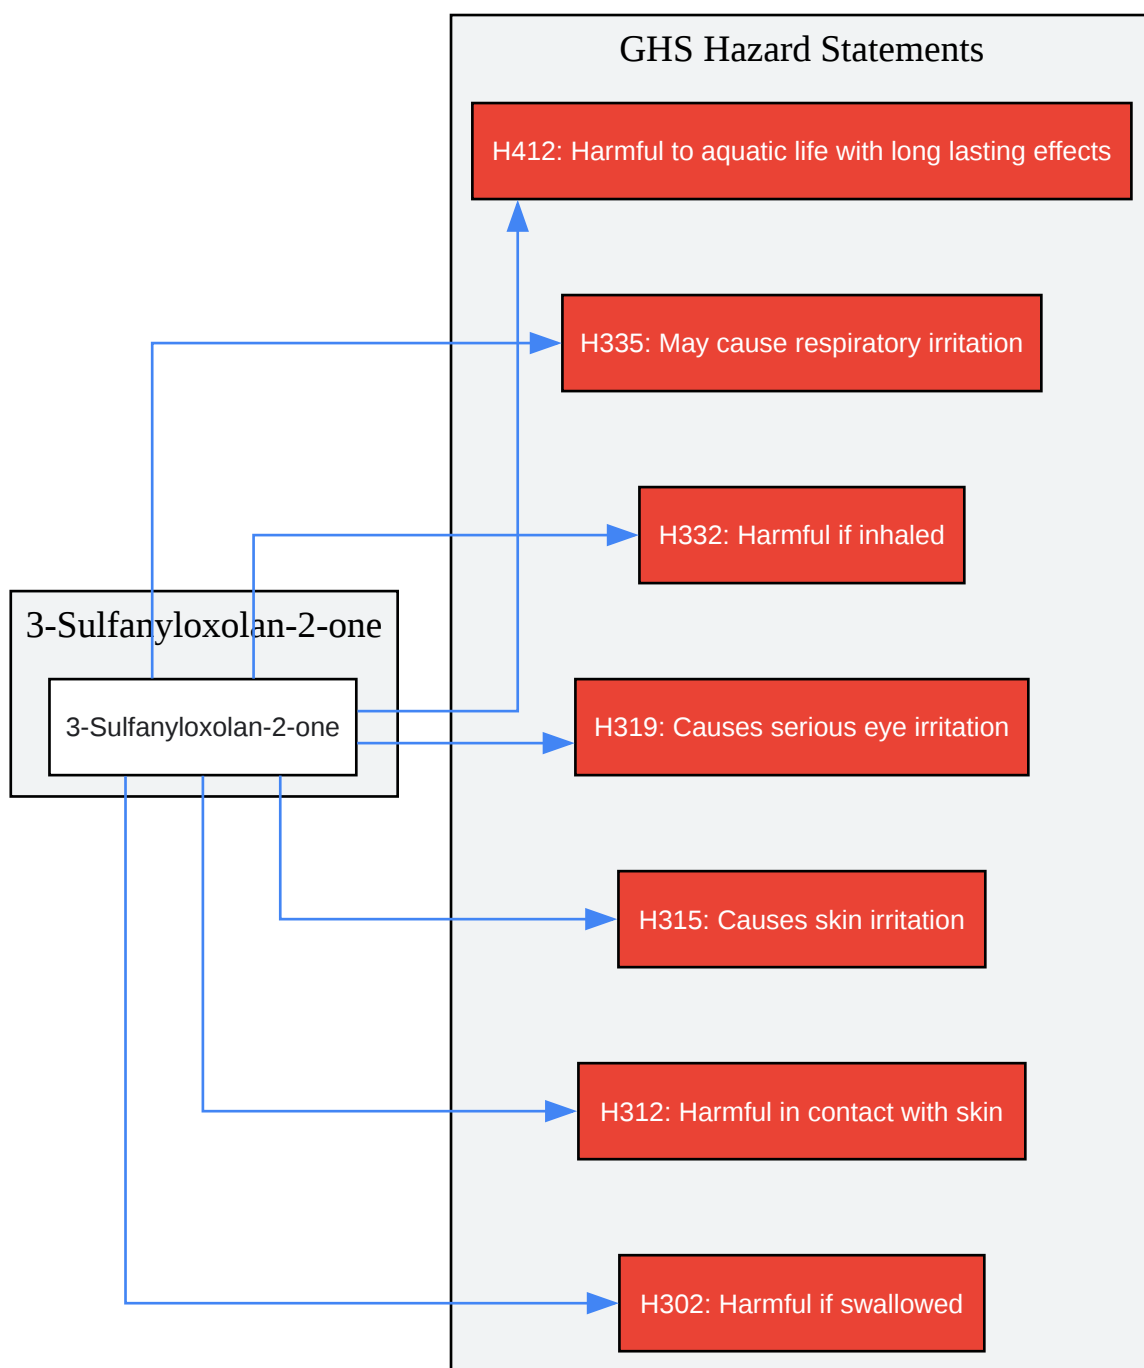 GHS Hazard Statements
H412: Harmful to aquatic life with long lasting effects
H335: May cause respiratory irritation
H332: Harmful if inhaled
3-Sulfanyloxolan-2-one
3-Sulfanyloxolan-2-one
H319: Causes serious eye irritation
H315: Causes skin irritation
H312: Harmful in contact with skin
H302: Harmful if swallowed